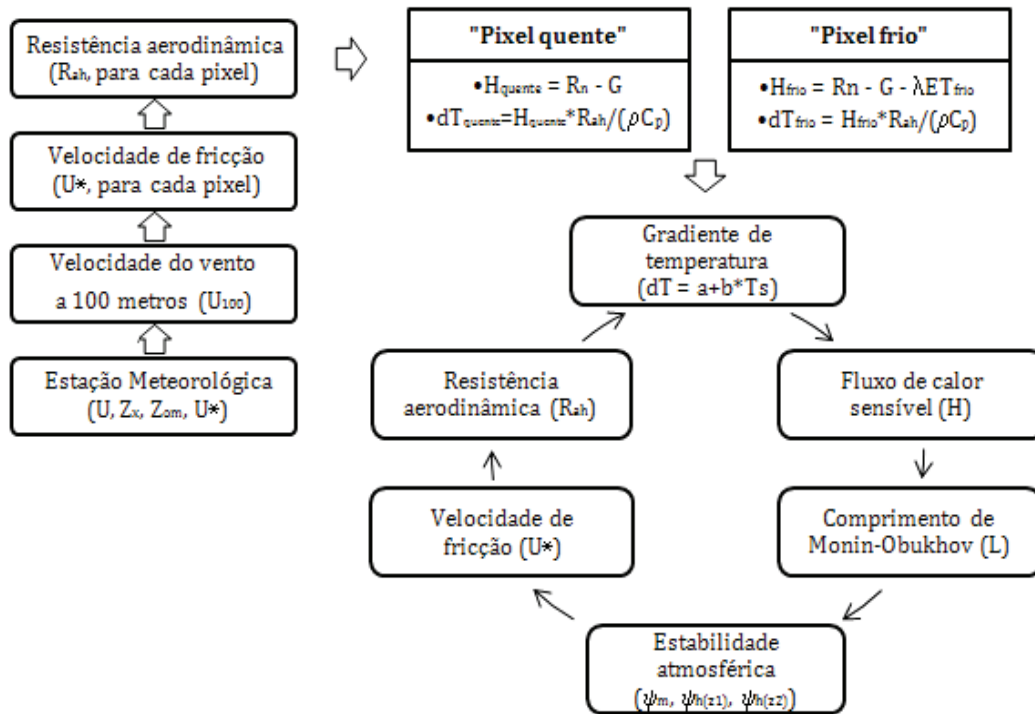 Resistência aerodinâmica
(Rah, para cada pixel)
Velocidade de fricção
(U*, para cada pixel)
Velocidade do vento
a 100 metros (U100)
Estação Meteorológica
(U, Zx, Zom, U*)
"Pixel quente"
•Hquente = Rn - G
•dTquente=Hquente*Rah/(ρCp)
"Pixel frio"
•Hfrio = Rn - G - λETfrio
•dTfrio = Hfrio*Rah/(ρCp)
Gradiente de
temperatura
(dT = a+b*Ts)
Fluxo de calor
sensível (H)
Comprimento de
Monin-Obukhov (L)
Estabilidade
atmosférica
(ψm, ψh(z1), ψh(z2))
Velocidade de
fricção (U*)
Resistência
aerodinâmica (Rah)